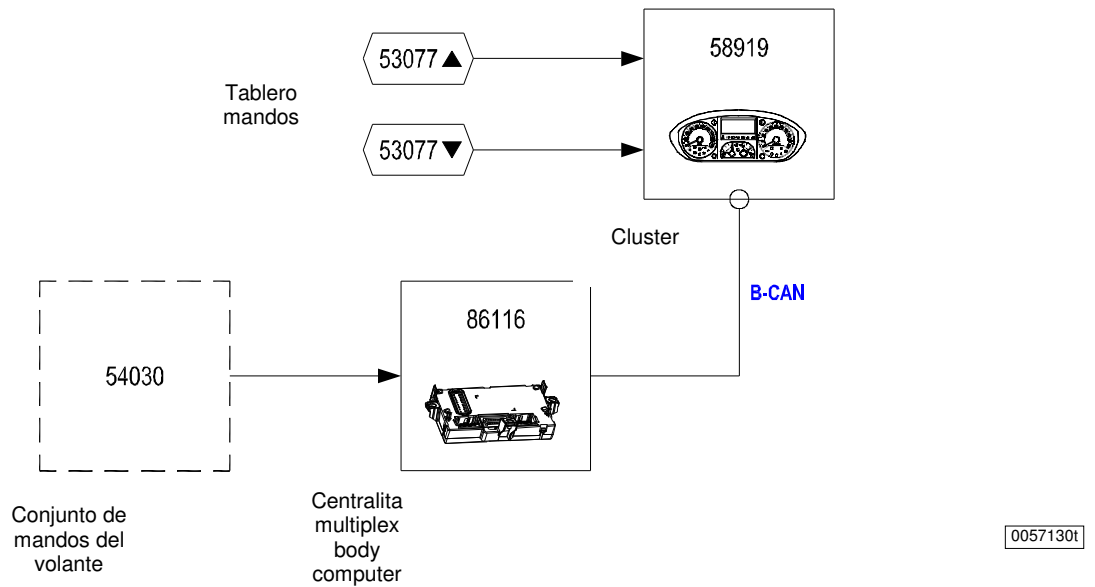 53077 ▲
58919
Tablero
mandos
53077 ▼
Cluster
B-CAN
86116
54030
Conjunto de
mandos del
volante
Centralita
multiplex
body
computer
0057130t